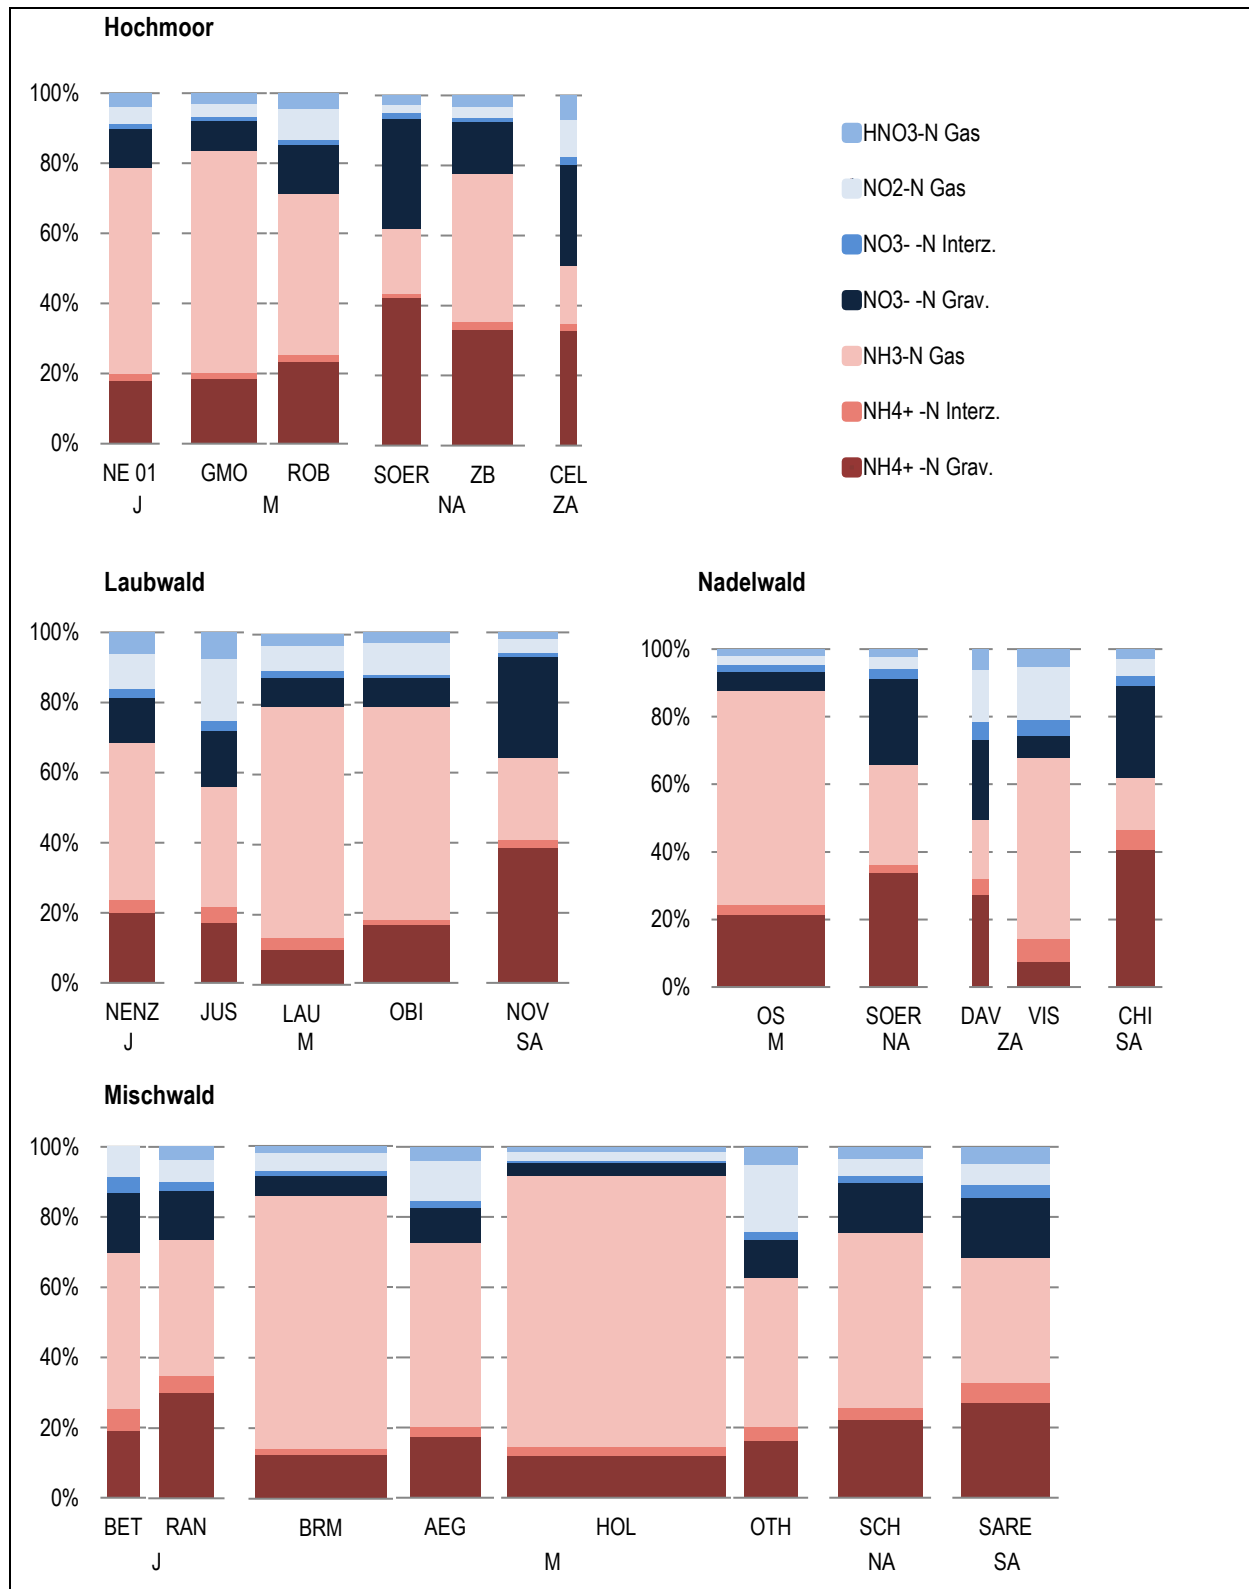 Hochmoor
100%
80%
60%
40%
20%
0%
NE 01 GMO ROB SOER ZB CEL
J M NA ZA
HNO3-N Gas
NO2-N Gas
NO3- -N Interz.
NO3- -N Grav.
NH3-N Gas
NH4+ -N Interz.
NH4+ -N Grav.
Laubwald
100%
80%
60%
40%
20%
0%
NENZ JUS LAU OBI NOV
J M SA
Nadelwald
100%
80%
60%
40%
20%
0%
OS SOER DAV VIS CHI
M NA ZA SA
Mischwald
100%
80%
60%
40%
20%
0%
BET RAN BRM AEG HOL OTH SCH SARE
J M NA SA